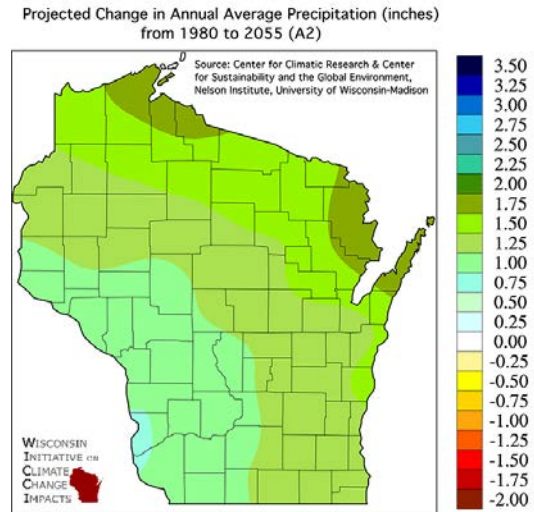 Projected Change in Annual Average Precipitation (inches)
from 1980 to 2055 (A2)
Source: Center for Climatic Research & Center
for Sustainability and the Global Environment,
Nelson Institute, University of Wisconsin-Madison
3.50
3.25
3.00
2.75
2.50
2.25
2.00
1.75
1.50
1.25
1.00
0.75
0.50
0.25
0.00
-0.25
-0.50
-0.75
-1.00
-1.25
-1.50
-1.75
-2.00
WISCONSIN
INITIATIVE ON
CLIMATE
CHANGE
IMPACTS